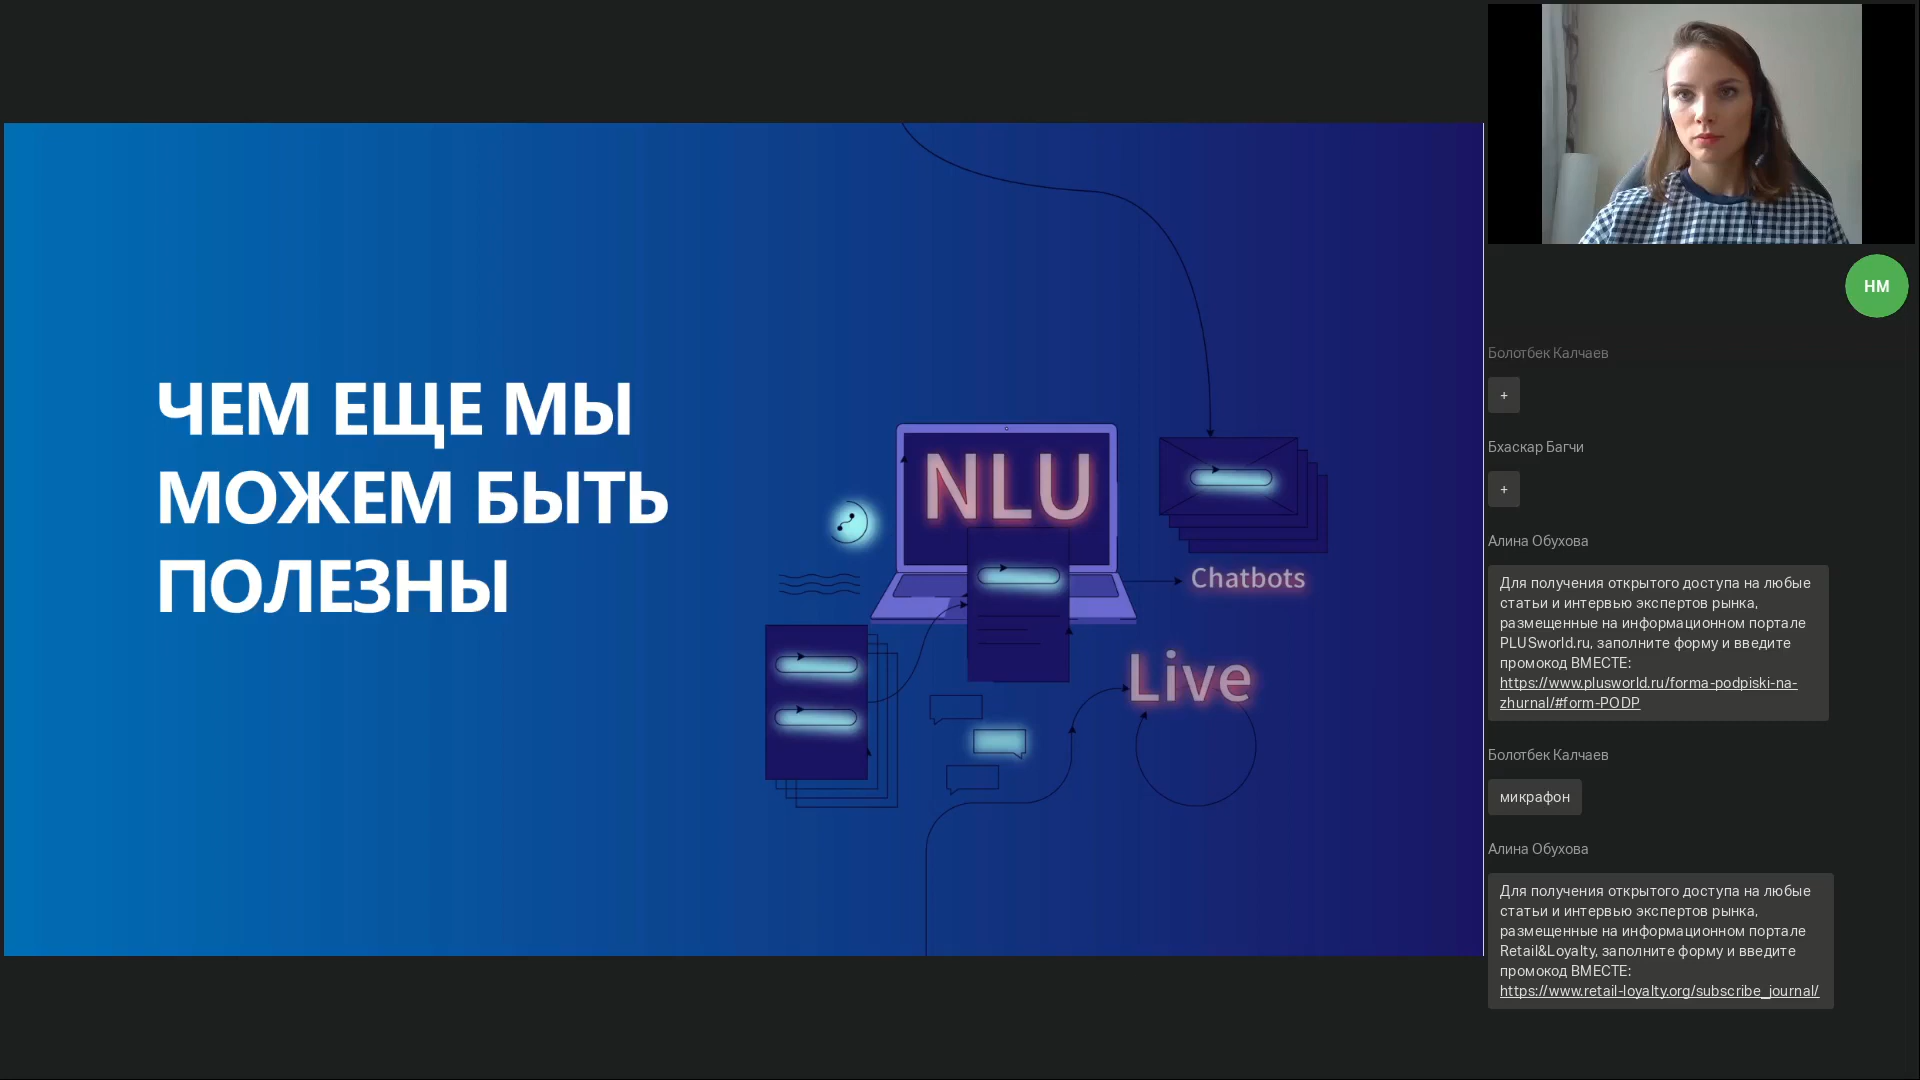 ЧЕМ ЕЩЕ МЫ
МОЖЕМ БЫТЬ
ПОЛЕЗНЫ
NLU
Chatbots
Live
НМ
Болотбек Калчаев
+
Бхаскар Багчи
+
Алина Обухова
Для получения открытого доступа на любые
статьи и интервью экспертов рынка,
размещенные на информационном портале
PLUSworld.ru, заполните форму и введите
промокод ВМЕСТЕ:
https://www.plusworld.ru/forma-podpiski-na-
zhurnal/#form-PODP
Болотбек Калчаев
микрафон
Алина Обухова
Для получения открытого доступа на любые
статьи и интервью экспертов рынка,
размещенные на информационном портале
Retail&Loyalty, заполните форму и введите
промокод ВМЕСТЕ:
https://www.retail-loyalty.org/subscribe_journal/